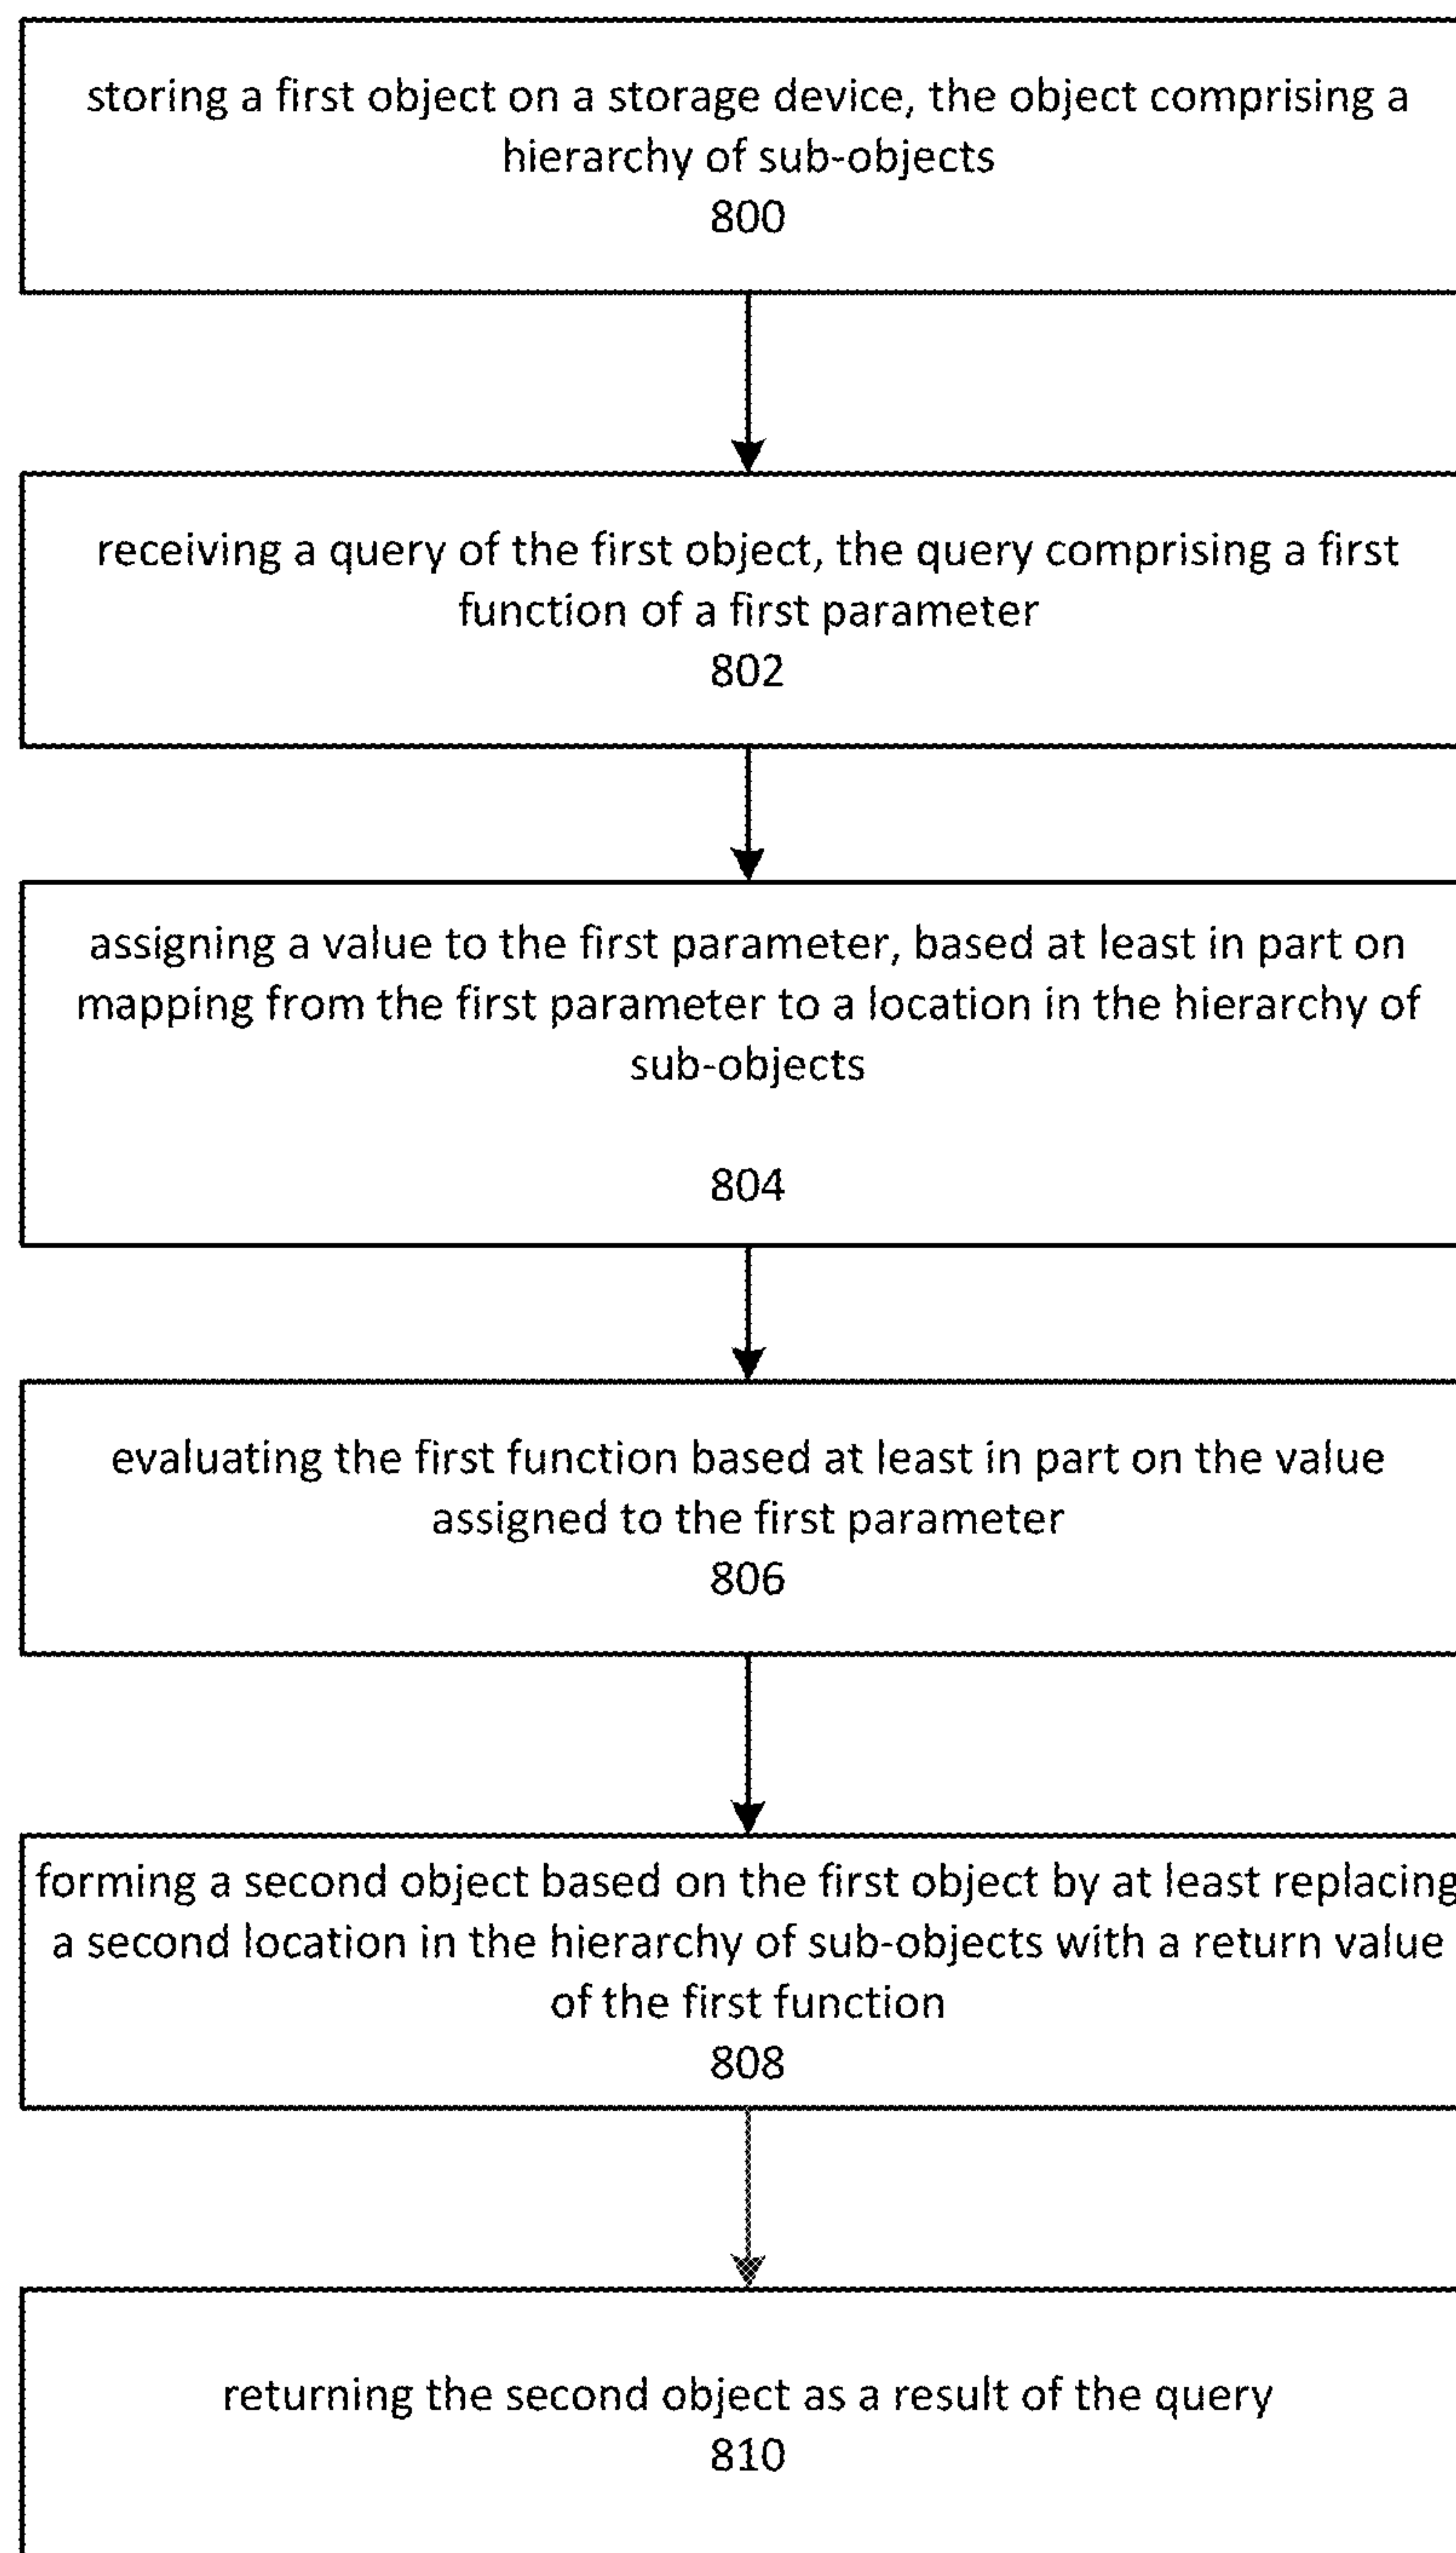 storing a first object on a storage device, the object comprising a
hierarchy of sub-objects
800
receiving a query of the first object, the query comprising a first
function of a first parameter
802
assigning a value to the first parameter, based at least in part on
mapping from the first parameter to a location in the hierarchy of
sub-objects
804
evaluating the first function based at least in part on the value
assigned to the first parameter
806
forming a second object based on the first object by at least replacing
a second location in the hierarchy of sub-objects with a return value
of the first function
808
returning the second object as a result of the query
810